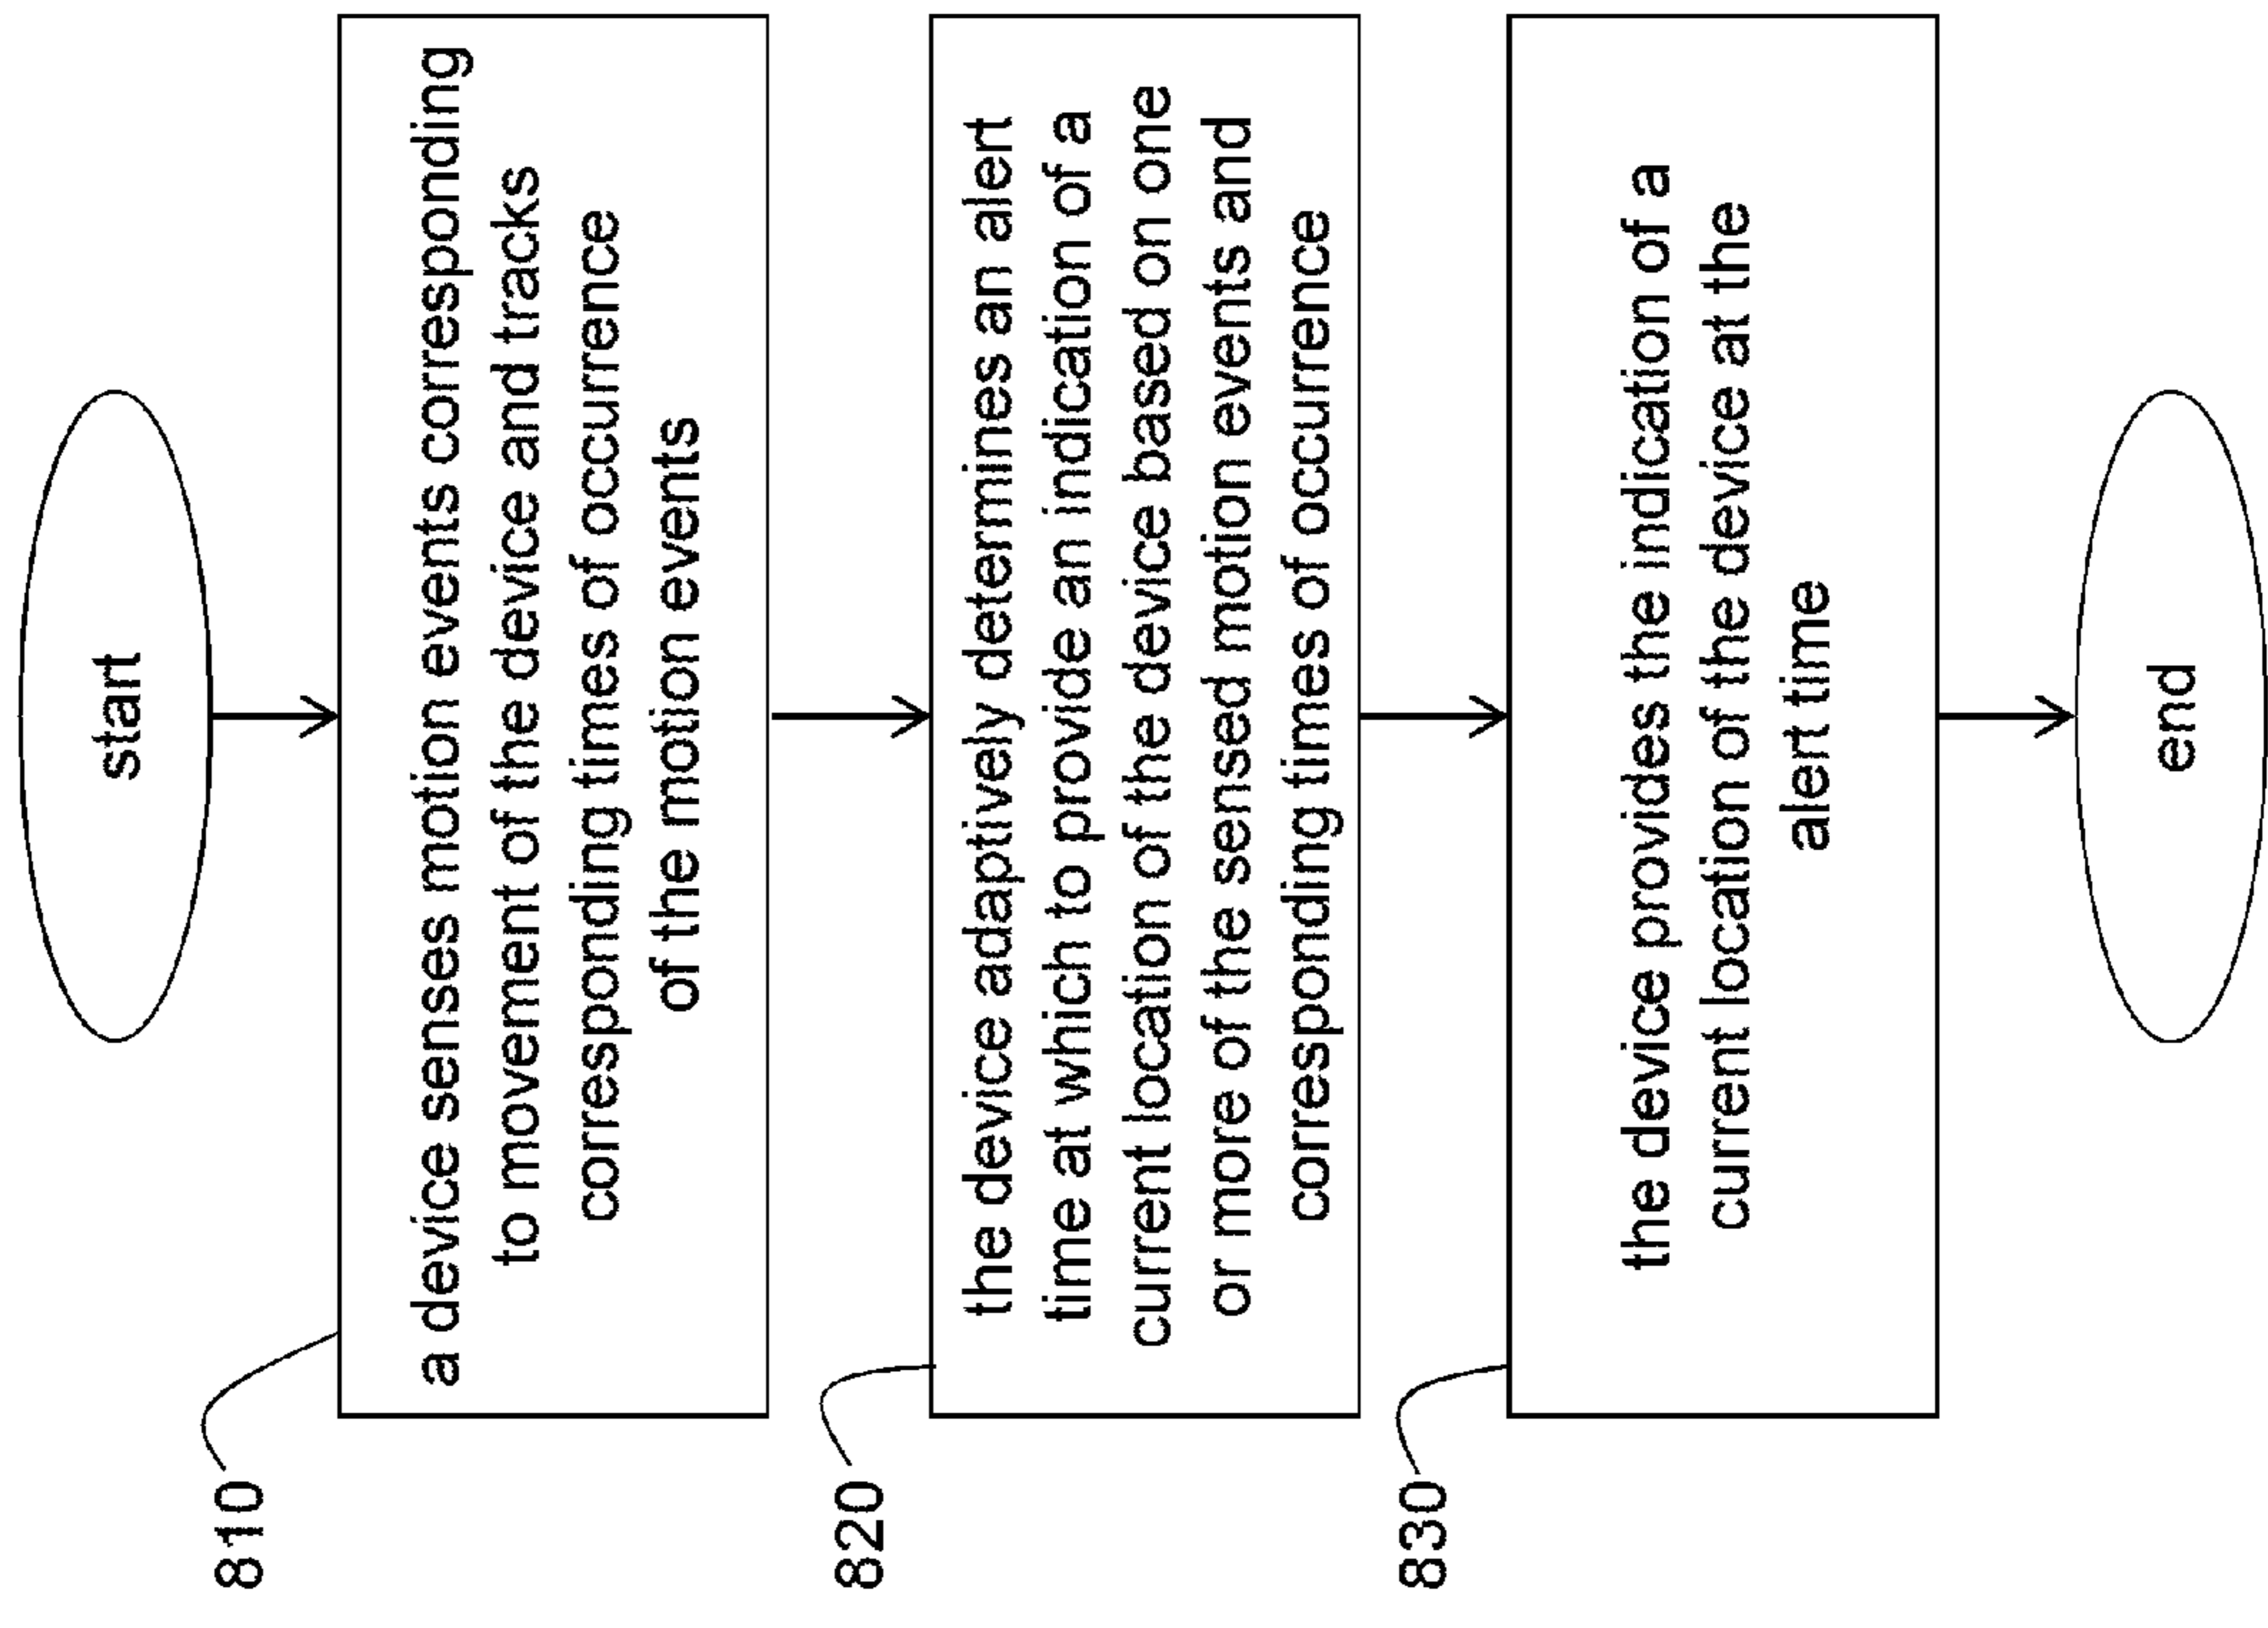 start
810
a device senses motion events corresponding
to movement of the device and tracks
corresponding times of occurrence
of the motion events
820
the device adaptively determines an alert
time at which to provide an indication of a
current location of the device based on one
or more of the sensed motion events and
corresponding times of occurrence
830
the device provides the indication of a
current location of the device at the
alert time
end